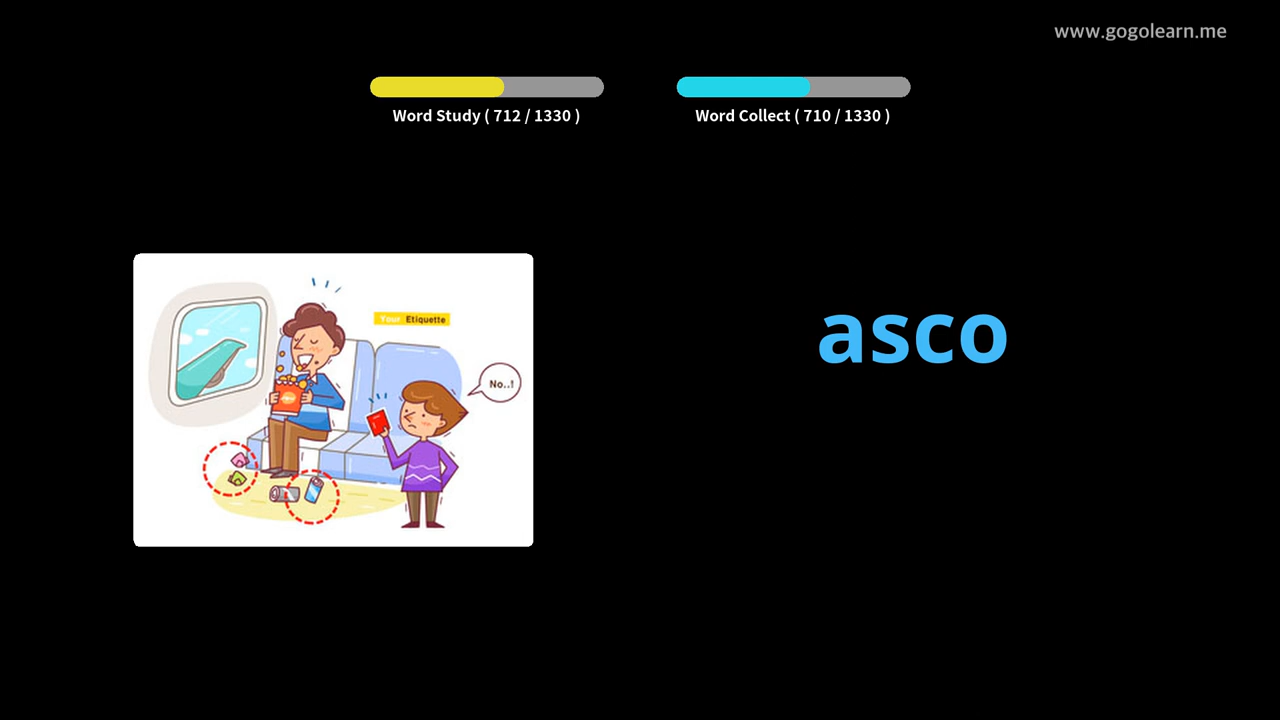 www.gogolearn.me
Word Study ( 712 / 1330 )
Word Collect ( 710 / 1330 )
Your Etiquette
No..!
asco